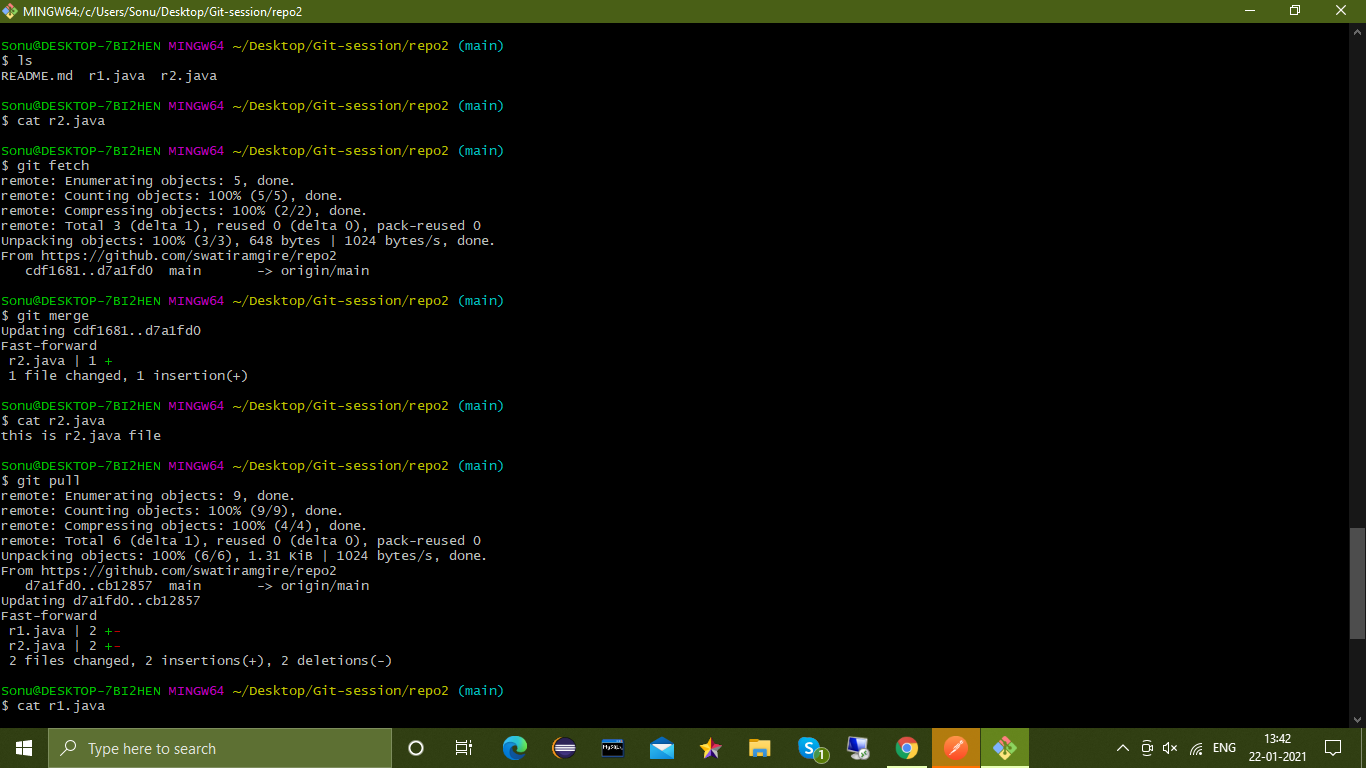 MINGW64:/c/Users/Sonu/Desktop/Git-session/repo2
Sonu@DESKTOP-7BI2HEN MINGW64 ~/Desktop/Git-session/repo2 (main)
$ ls
README.md  r1.java  r2.java
Sonu@DESKTOP-7BI2HEN MINGW64 ~/Desktop/Git-session/repo2 (main)
$ cat r2.java
Sonu@DESKTOP-7BI2HEN MINGW64 ~/Desktop/Git-session/repo2 (main)
$ git fetch
remote: Enumerating objects: 5, done.
remote: Counting objects: 100% (5/5), done.
remote: Compressing objects: 100% (2/2), done.
remote: Total 3 (delta 1), reused 0 (delta 0), pack-reused 0
Unpacking objects: 100% (3/3), 648 bytes | 1024 bytes/s, done.
From https://github.com/swatiramgire/repo2
   cdf1681..d7a1fd0  main       -> origin/main
Sonu@DESKTOP-7BI2HEN MINGW64 ~/Desktop/Git-session/repo2 (main)
$ git merge
Updating cdf1681..d7a1fd0
Fast-forward
 r2.java | 1 +
 1 file changed, 1 insertion(+)
Sonu@DESKTOP-7BI2HEN MINGW64 ~/Desktop/Git-session/repo2 (main)
$ cat r2.java
this is r2.java file
Sonu@DESKTOP-7BI2HEN MINGW64 ~/Desktop/Git-session/repo2 (main)
$ git pull
remote: Enumerating objects: 9, done.
remote: Counting objects: 100% (9/9), done.
remote: Compressing objects: 100% (4/4), done.
remote: Total 6 (delta 1), reused 0 (delta 0), pack-reused 0
Unpacking objects: 100% (6/6), 1.31 KiB | 1024 bytes/s, done.
From https://github.com/swatiramgire/repo2
   d7a1fd0..cb12857  main       -> origin/main
Updating d7a1fd0..cb12857
Fast-forward
 r1.java | 2 +-
 r2.java | 2 +-
 2 files changed, 2 insertions(+), 2 deletions(-)
Sonu@DESKTOP-7BI2HEN MINGW64 ~/Desktop/Git-session/repo2 (main)
$ cat r1.java
Type here to search
MySQL
1
ENG
13:42
22-01-2021